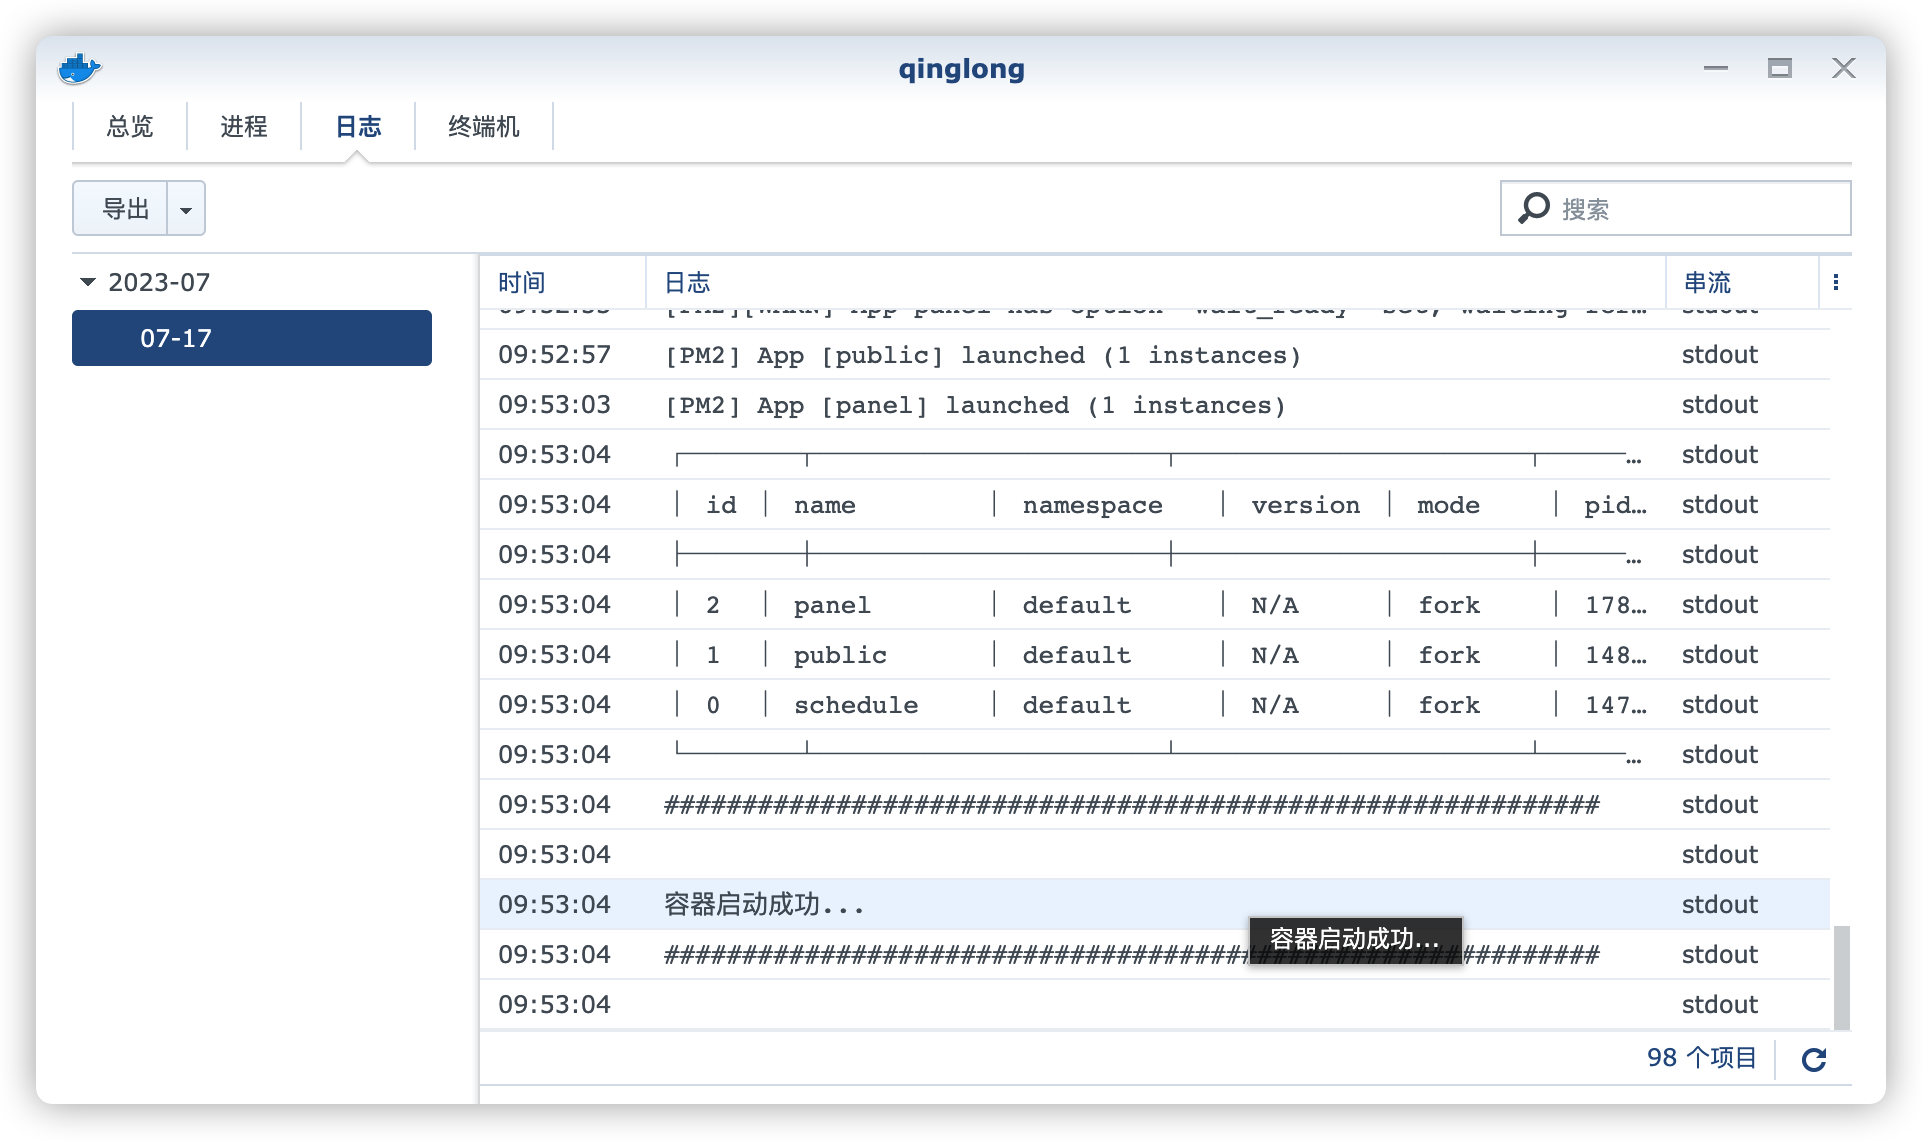 qinglong
总览 进程 日志 终端机
导出
搜索
2023-07
07-17
时间 日志 串流
09:52:57 [PM2] App [public] launched (1 instances) stdout
09:53:03 [PM2] App [panel] launched (1 instances) stdout
09:53:04 ┌────────┬───────────────────────┬───────────────────────┬─────… stdout
09:53:04 │ id │ name │ namespace │ version │ mode │ pid… stdout
09:53:04 ├────────┼───────────────────────┼───────────────────────┼─────… stdout
09:53:04 │ 2 │ panel │ default │ N/A │ fork │ 178… stdout
09:53:04 │ 1 │ public │ default │ N/A │ fork │ 148… stdout
09:53:04 │ 0 │ schedule │ default │ N/A │ fork │ 147… stdout
09:53:04 └────────┴───────────────────────┴───────────────────────┴─────… stdout
09:53:04 ############################################################ stdout
09:53:04 stdout
09:53:04 容器启动成功... stdout
容器启动成功...
09:53:04 ############################################################ stdout
09:53:04 stdout
98 个项目